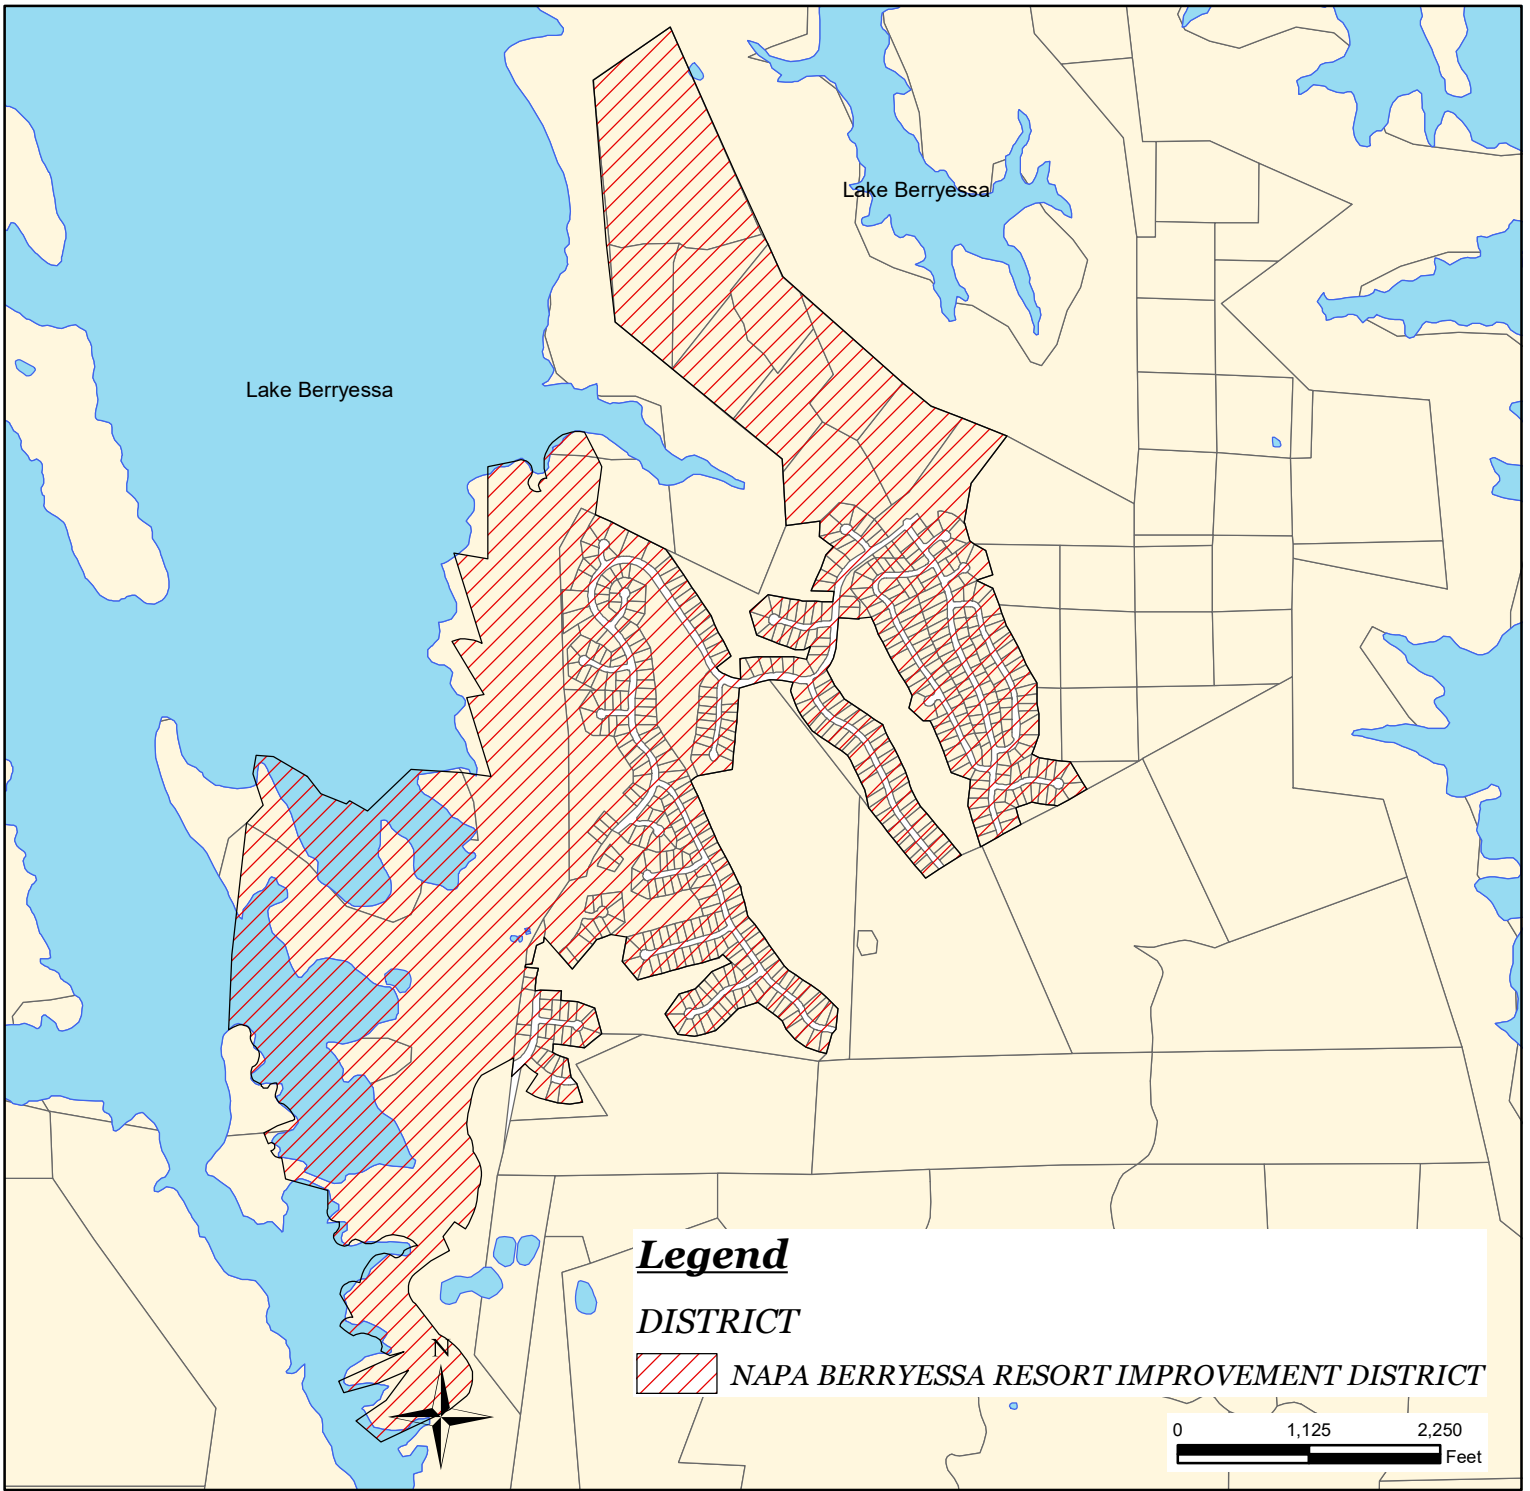 Lake Berryessa
Lake Berryessa
N
Legend
DISTRICT
NAPA BERRYESSA RESORT IMPROVEMENT DISTRICT
0 1,125 2,250
Feet